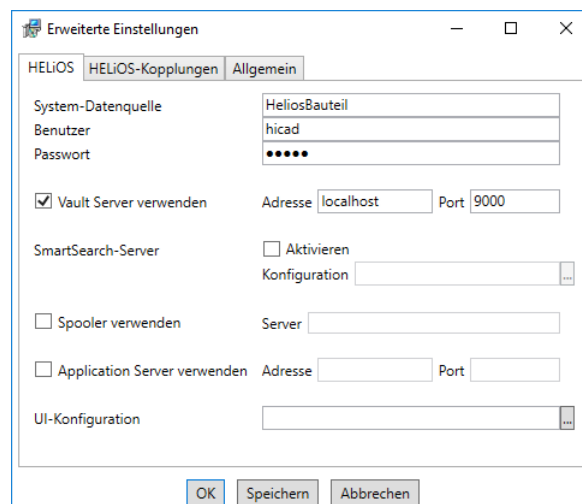 Erweiterte Einstellungen
HELiOS HELiOS-Kopplungen Allgemein
System-Datenquelle HeliosBauteil
Benutzer hicad
Passwort ●●●●●
Vault Server verwenden Adresse localhost Port 9000
SmartSearch-Server Aktivieren
Konfiguration ...
Spooler verwenden Server
Application Server verwenden Adresse Port
UI-Konfiguration ...
OK Speichern Abbrechen